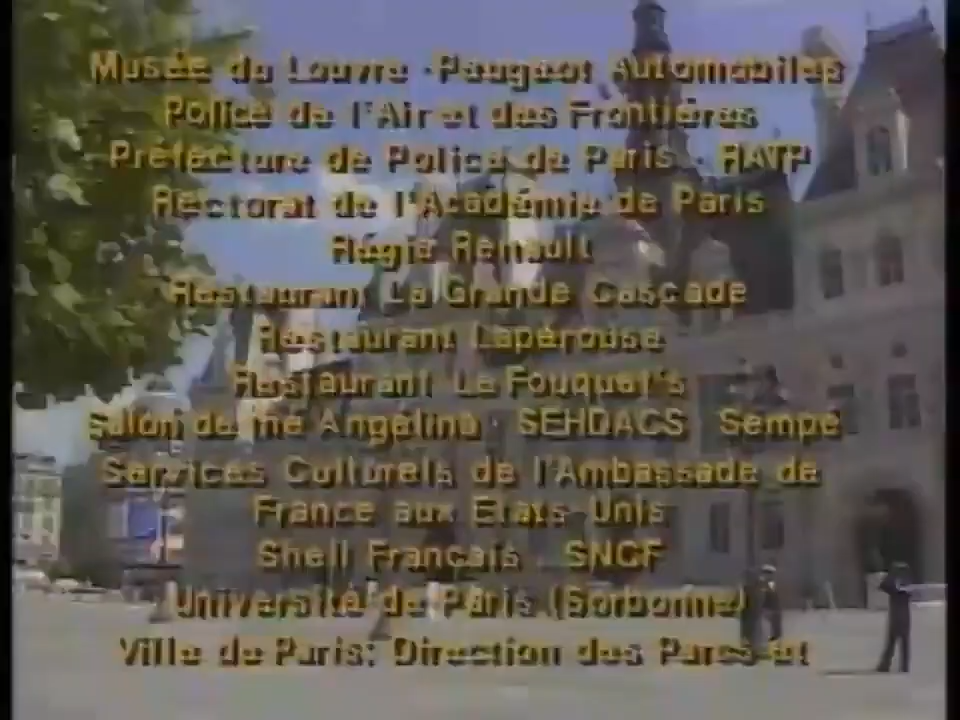 Musée du Louvre · Peugeot Automobiles
Police de l'Air et des Frontiéres
Préfecture de Police de Paris · RATP
Rectorat de l'Académie de Paris
Régie Renault
Restaurant La Grande Cascade
Restaurant Lapérouse
Restaurant Le Fouquet's
Salon de thé Angélina · SEHDACS · Sempé
Services Culturels de l'Ambassade de
France aux Etats Unis
Shell Français · SNCF
Université de Paris (Sorbonne)
Ville de Paris: Direction des Parcs et